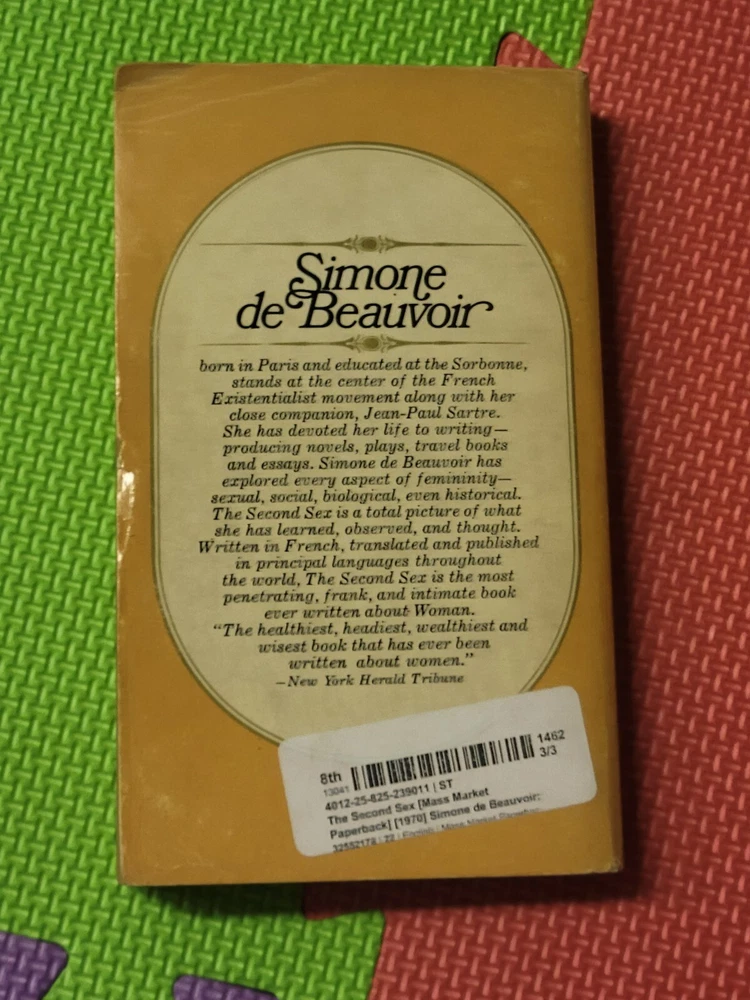 Simone
de Beauvoir
born in Paris and educated at the Sorbonne,
stands at the center of the French
Existentialist movement along with her
close companion, Jean-Paul Sartre.
She has devoted her life to writing—
producing novels, plays, travel books
and essays. Simone de Beauvoir has
explored every aspect of femininity—
sexual, social, biological, even historical.
The Second Sex is a total picture of what
she has learned, observed, and thought.
Written in French, translated and published
in principal languages throughout
the world, The Second Sex is the most
penetrating, frank, and intimate book
ever written about Woman.
“The healthiest, headiest, wealthiest and
wisest book that has ever been
written about women.”
—New York Herald Tribune
8th 1462
13041 3/3
4012-25-825-239011 | ST
The Second Sex [Mass Market
Paperback] [1970] Simone de Beauvoir;